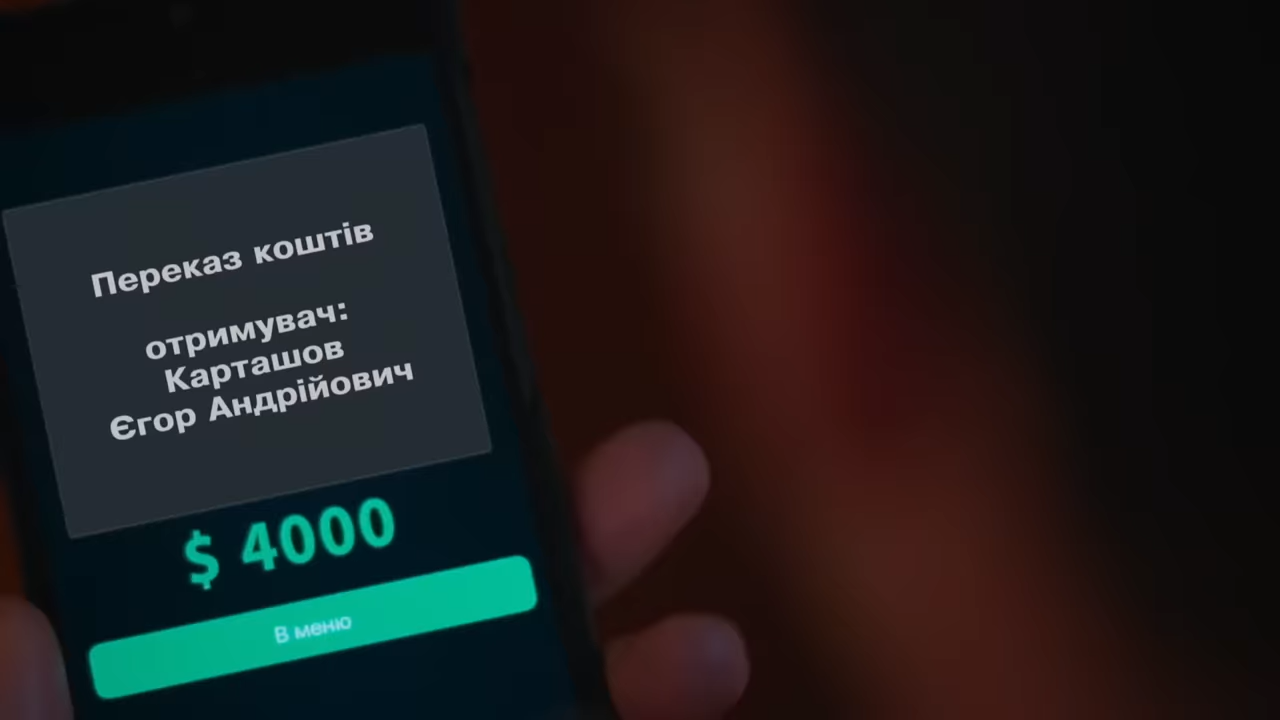 Переказ коштів
отримувач:
Карташов
Єгор Андрійович
$ 4000
В меню